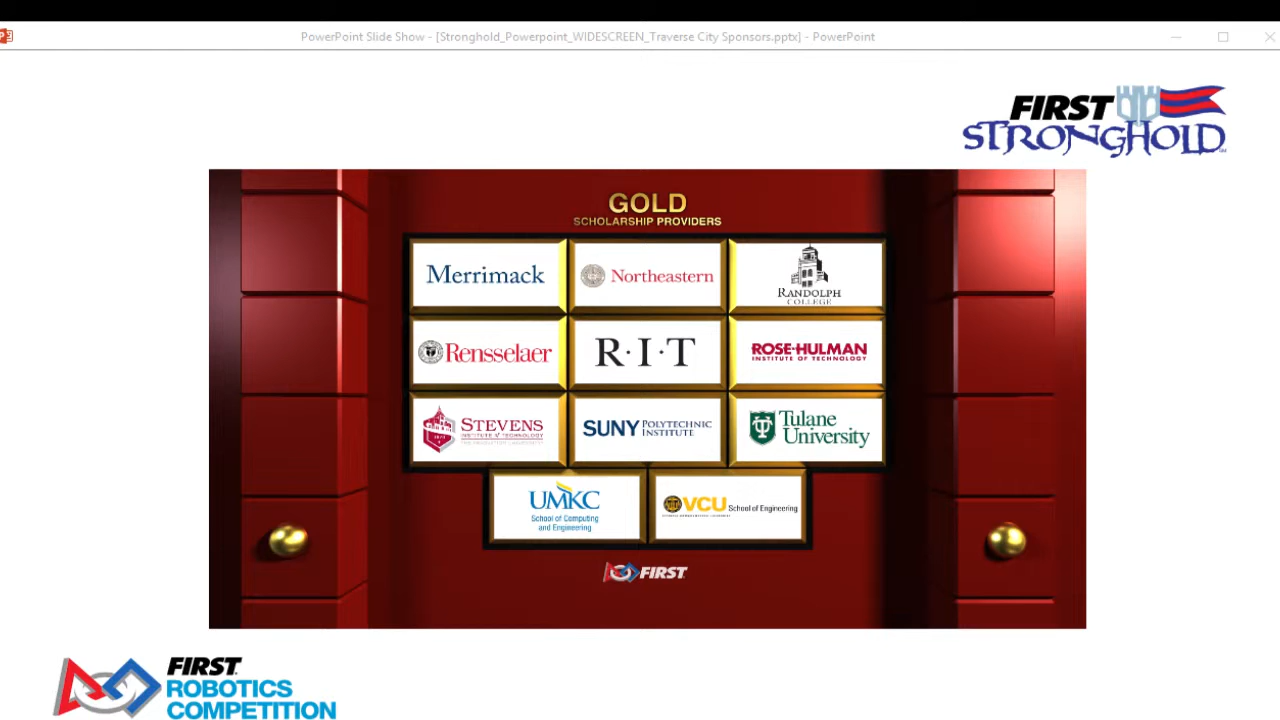 PowerPoint Slide Show - [Stronghold_Powerpoint_WIDESCREEN_Traverse City Sponsors.pptx] - PowerPoint
FIRST
STRONGHOLD
GOLD
SCHOLARSHIP PROVIDERS
Merrimack
Northeastern
RANDOLPH
COLLEGE
Rensselaer
R·I·T
ROSE-HULMAN
INSTITUTE OF TECHNOLOGY
STEVENS
INSTITUTE of TECHNOLOGY
SUNY POLYTECHNIC
INSTITUTE
Tulane
University
UMKC
School of Computing
and Engineering
VCU School of Engineering
FIRST
FIRST
ROBOTICS
COMPETITION